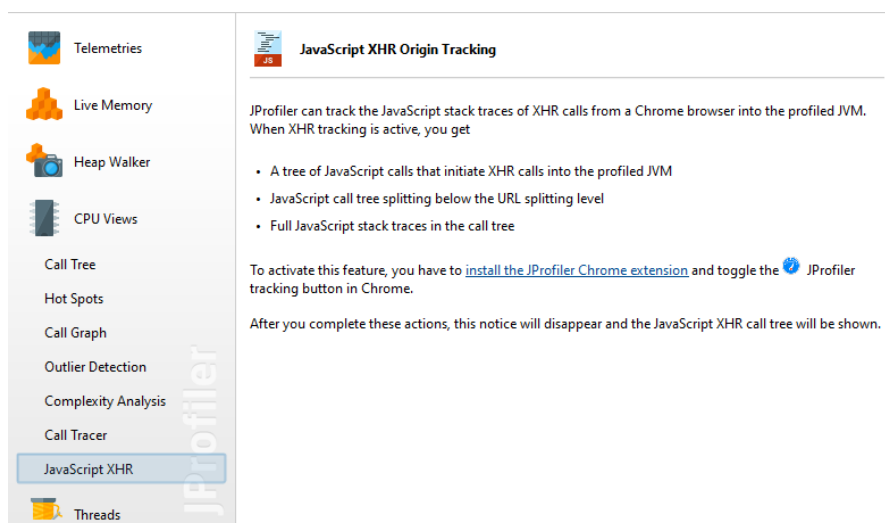 Telemetries
Live Memory
Heap Walker
CPU Views
Call Tree
Hot Spots
Call Graph
Outlier Detection
Complexity Analysis
Call Tracer
JavaScript XHR
Threads
JProfiler
JS
JavaScript XHR Origin Tracking
JProfiler can track the JavaScript stack traces of XHR calls from a Chrome browser into the profiled JVM.
When XHR tracking is active, you get
• A tree of JavaScript calls that initiate XHR calls into the profiled JVM
• JavaScript call tree splitting below the URL splitting level
• Full JavaScript stack traces in the call tree
To activate this feature, you have to install the JProfiler Chrome extension and toggle the JProfiler
tracking button in Chrome.
After you complete these actions, this notice will disappear and the JavaScript XHR call tree will be shown.